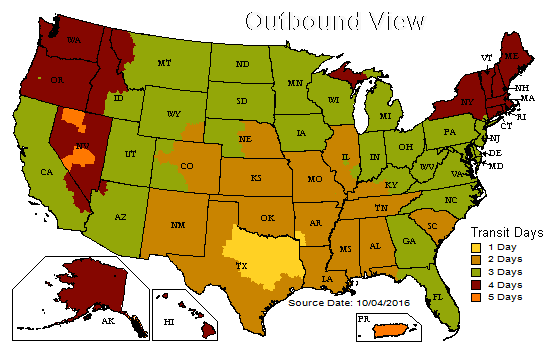 Outbound View
WA
OR
CA
NV
ID
MT
WY
UT
AZ
CO
NM
ND
SD
NE
KS
OK
TX
MN
IA
MO
AR
LA
WI
IL
MI
IN
OH
KY
TN
MS
AL
GA
FL
SC
NC
VA
WV
PA
NY
VT
ME
NH
MA
RI
CT
NJ
DE
MD
AK
HI
PR
Transit Days
1 Day
2 Days
3 Days
4 Days
5 Days
Source Date: 10/04/2016